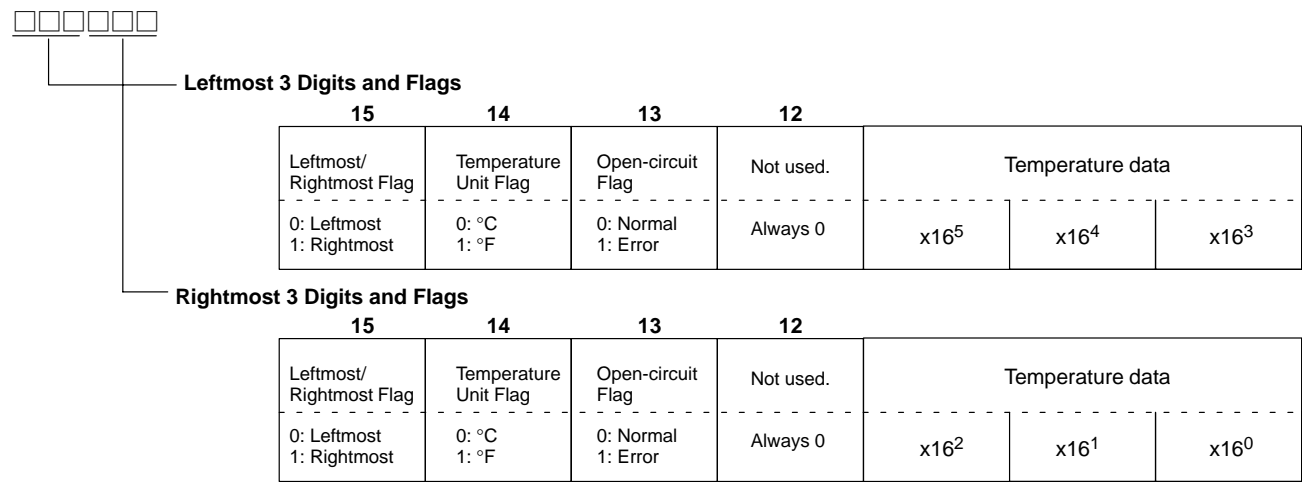 □□□□□□
Leftmost 3 Digits and Flags
15 14 13 12
Leftmost/
Rightmost Flag
Temperature
Unit Flag
Open-circuit
Flag
Not used.
Temperature data
0: Leftmost
1: Rightmost
0: °C
1: °F
0: Normal
1: Error
Always 0
x16⁵
x16⁴
x16³
Rightmost 3 Digits and Flags
15 14 13 12
Leftmost/
Rightmost Flag
Temperature
Unit Flag
Open-circuit
Flag
Not used.
Temperature data
0: Leftmost
1: Rightmost
0: °C
1: °F
0: Normal
1: Error
Always 0
x16²
x16¹
x16⁰